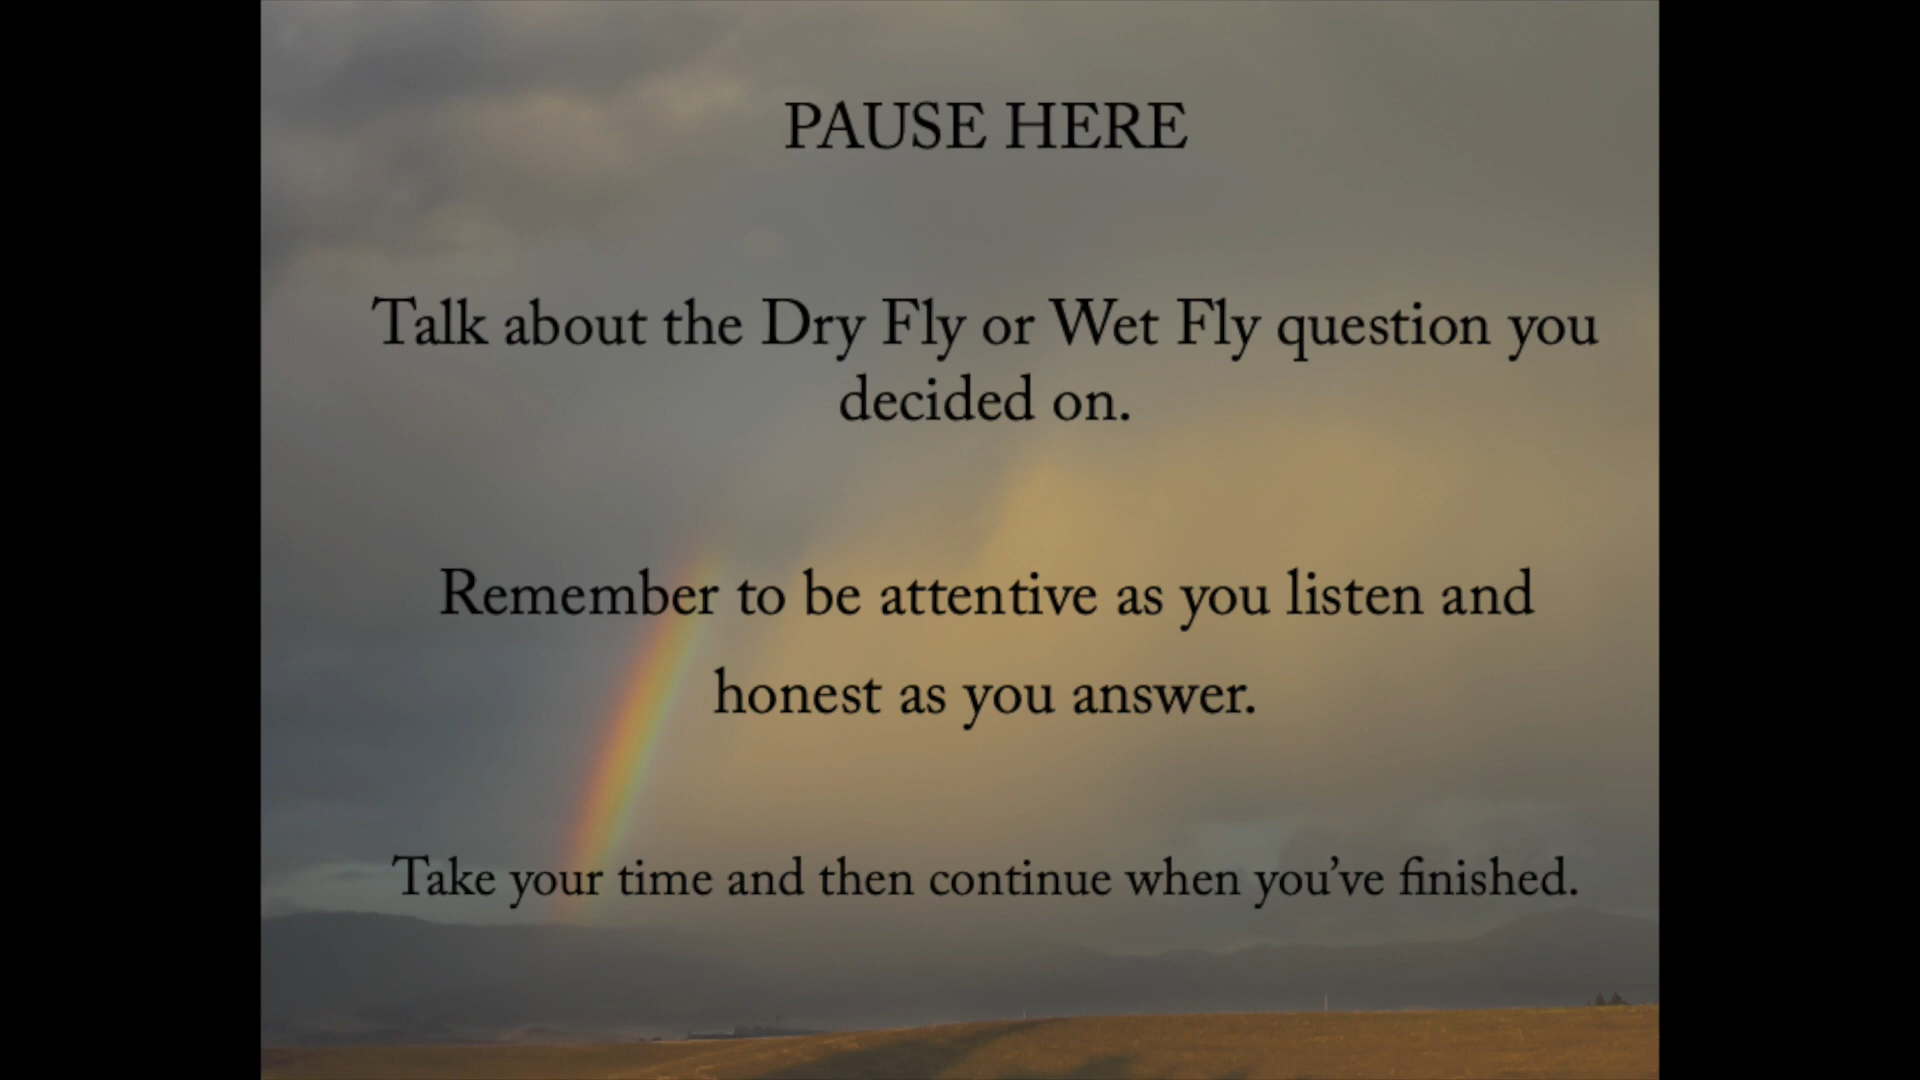 PAUSE HERE
Talk about the Dry Fly or Wet Fly question you
decided on.
Remember to be attentive as you listen and
honest as you answer.
Take your time and then continue when you’ve finished.